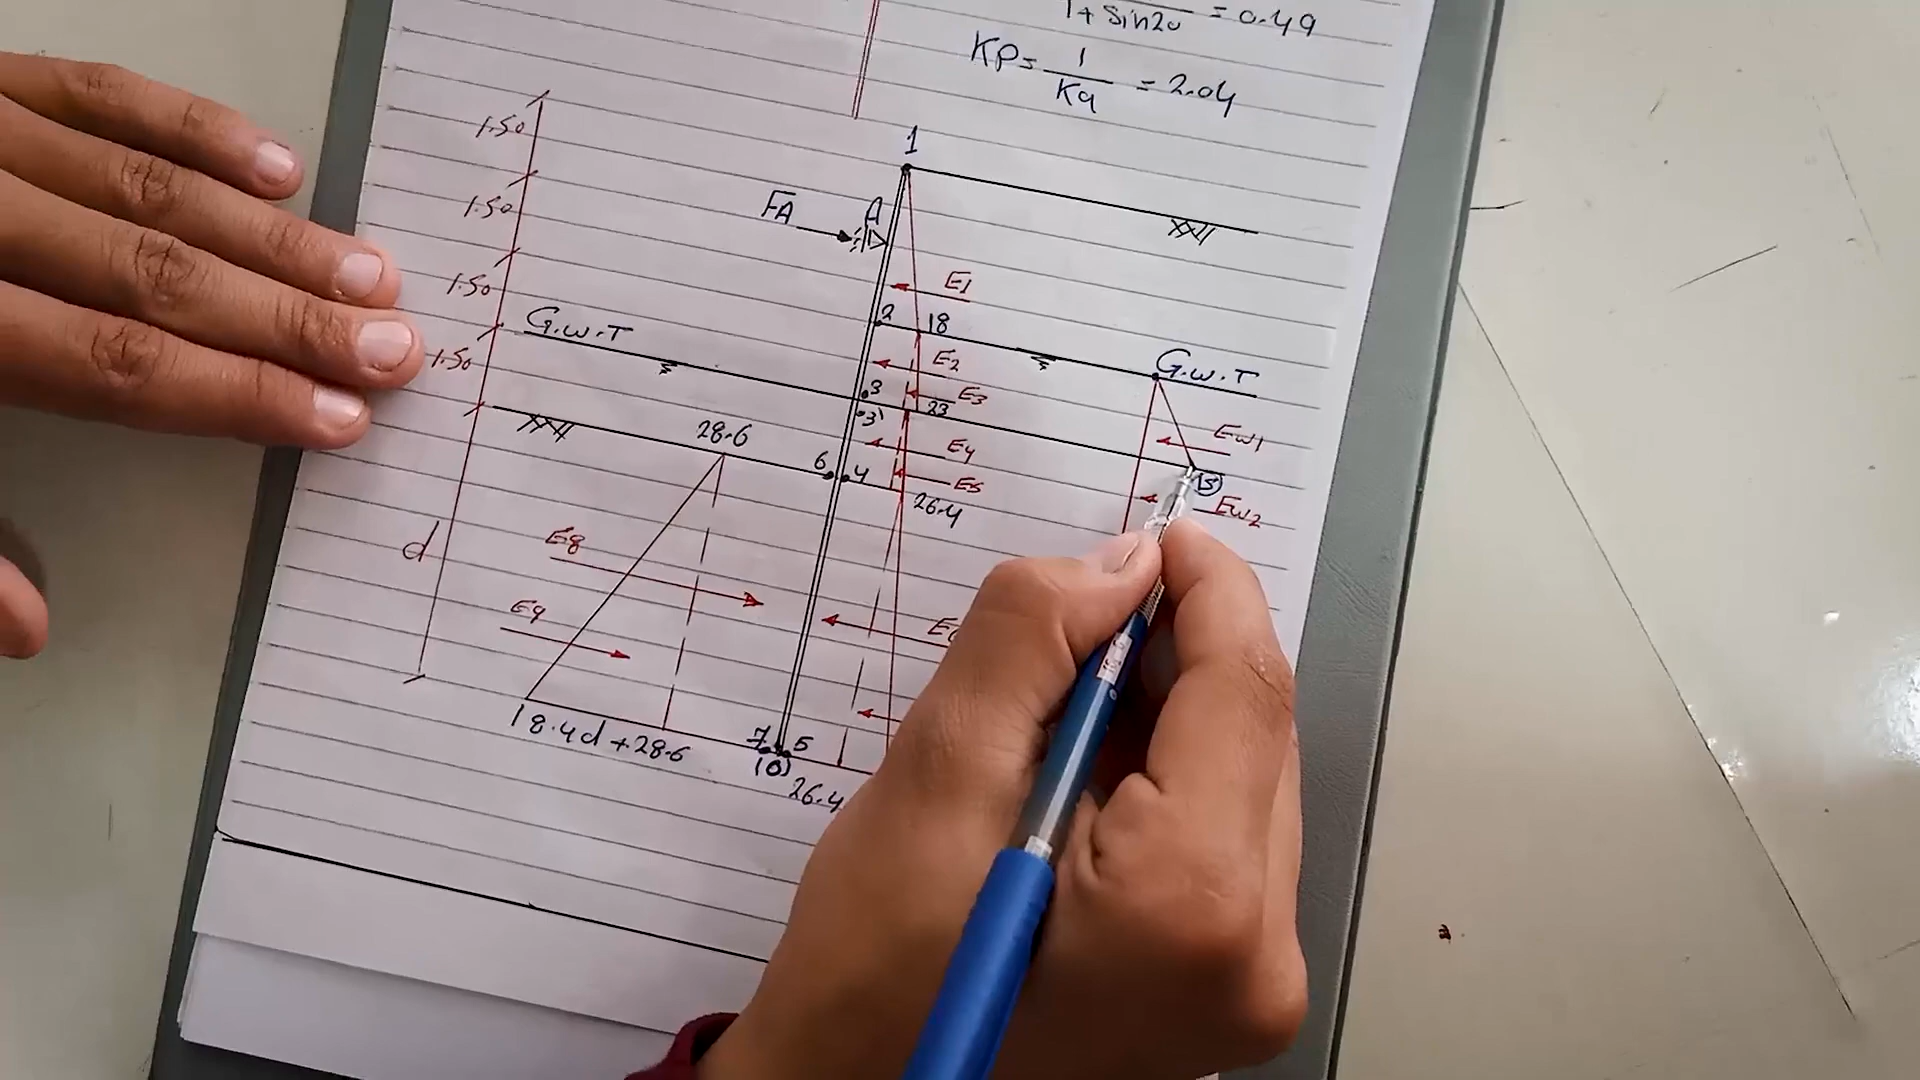 1+Sin20 = 0.49
Kp = 1/Ka = 2.04
1
1.50
1.50
FA A
1.50
E1
G.w.T
2 18
G.w.T
1.50
E2
3
E3
3' 23
28.6
E4
Ew1
6 4
E5
15
26.4
Ew2
E8
d
E9
18.4d+28.6
7 5
(0)
26.4